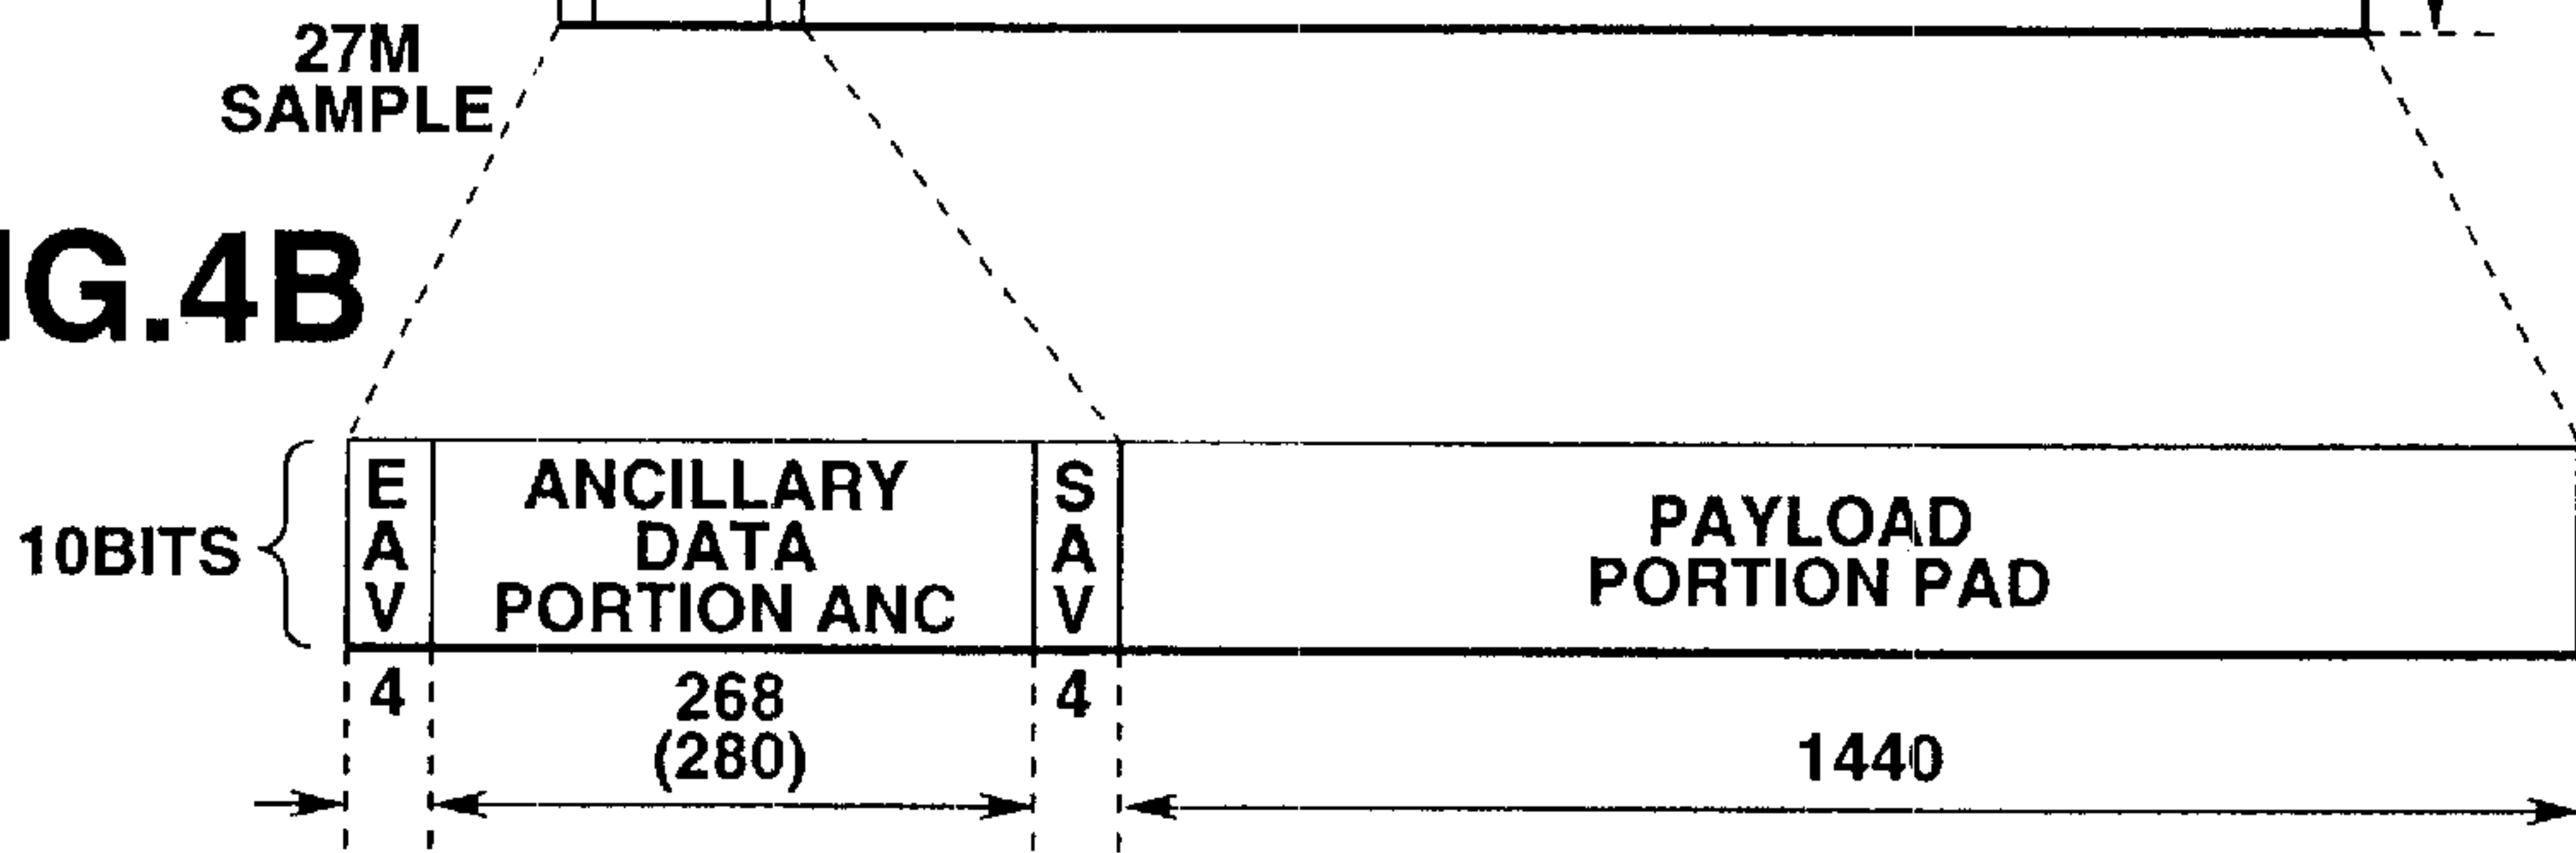 27M
SAMPLE
IG.4B
10BITS
E
A
V
ANCILLARY
DATA
PORTION ANC
S
A
V
PAYLOAD
PORTION PAD
4
268
(280)
4
1440